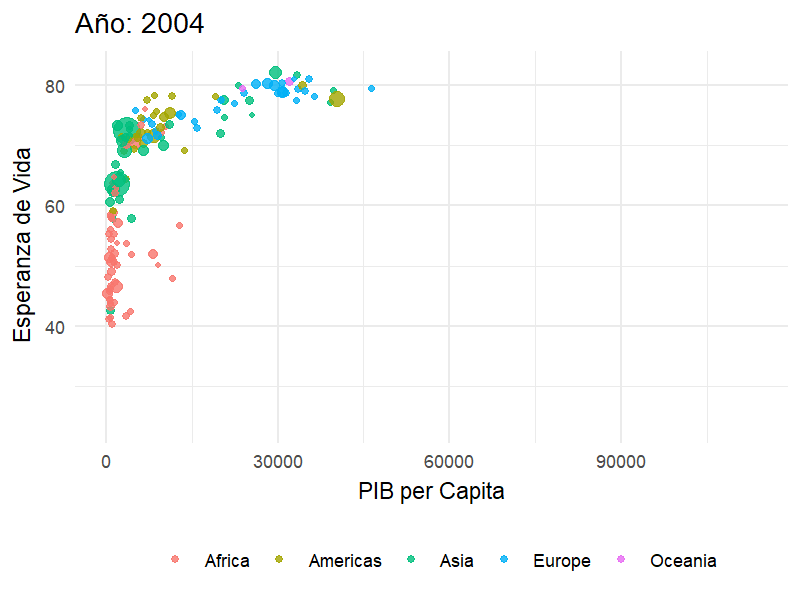 Año: 2004
Esperanza de Vida
80
60
40
0 30000 60000 90000
PIB per Capita
Africa Americas Asia Europe Oceania